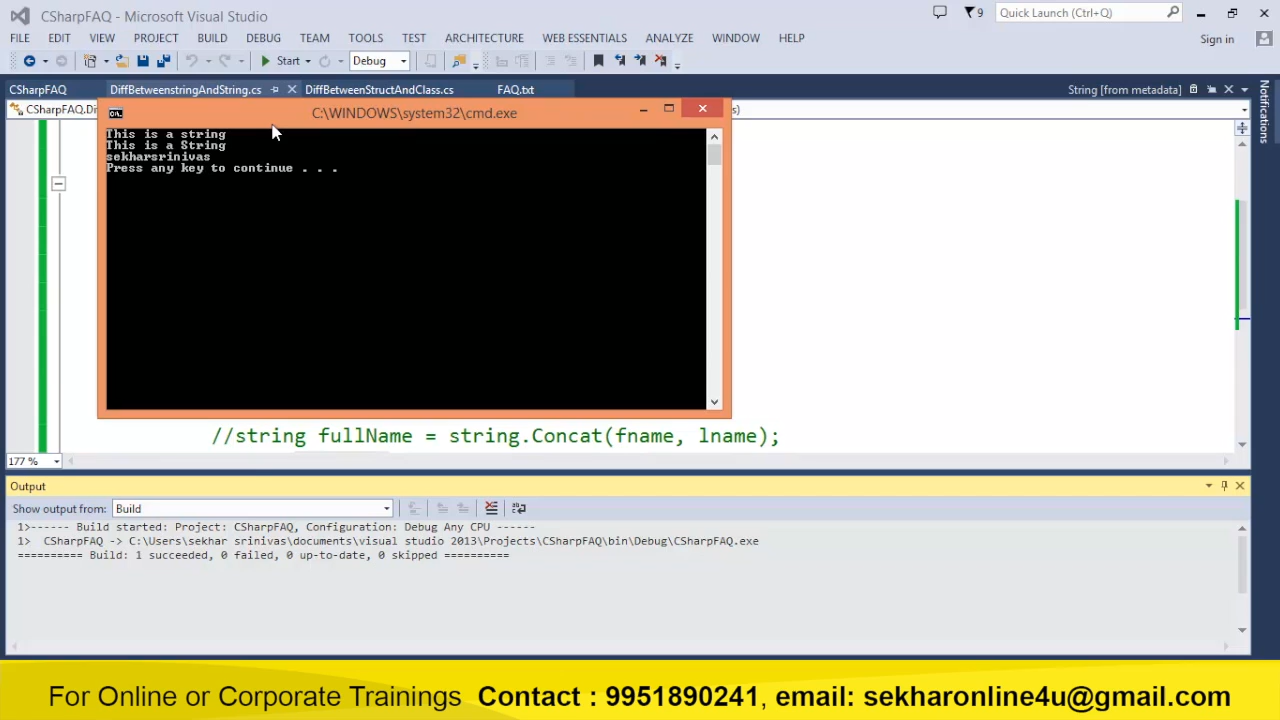 CSharpFAQ - Microsoft Visual Studio
9
Quick Launch (Ctrl+Q)
FILE EDIT VIEW PROJECT BUILD DEBUG TEAM TOOLS TEST ARCHITECTURE WEB ESSENTIALS ANALYZE WINDOW HELP
Sign in
Start
Debug
CSharpFAQ
DiffBetweenstringAndString.cs
DiffBetweenStructAndClass.cs
FAQ.txt
String [from metadata]
Notifications
CSharpFAQ.Di
s)
C:\WINDOWS\system32\cmd.exe
This is a string
This is a String
sekharsrinivas
Press any key to continue . . .
//string fullName = string.Concat(fname, lname);
177 %
Output
Show output from: Build
1>------ Build started: Project: CSharpFAQ, Configuration: Debug Any CPU ------
1> CSharpFAQ -> C:\Users\sekhar srinivas\documents\visual studio 2013\Projects\CSharpFAQ\bin\Debug\CSharpFAQ.exe
========== Build: 1 succeeded, 0 failed, 0 up-to-date, 0 skipped ==========
For Online or Corporate Trainings Contact : 9951890241, email: sekharonline4u@gmail.com